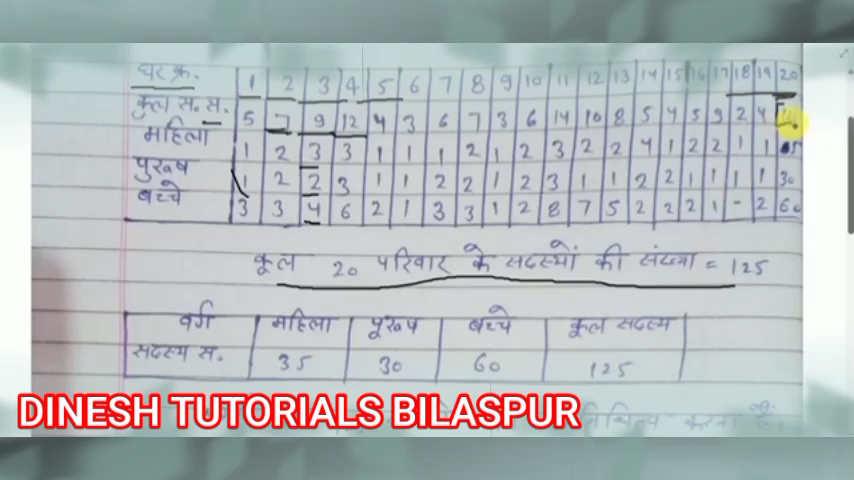 घर क्र. 1 2 3 4 5 6 7 8 9 10 11 12 13 14 15 16 17 18 19 20
कुल स.स. 5 7 9 12 4 3 6 7 3 6 14 10 8 5 4 5 3 2 4
महिला 1 2 3 3 1 1 1 2 1 2 3 2 2 4 1 2 2 1 1
पुरुष 1 2 2 3 1 1 2 2 1 2 3 1 1 2 2 1 1 1 1 30
बच्चे 3 3 4 6 2 1 3 3 1 2 8 7 5 2 2 2 1 - 2 60
कूल 20 परिवार के सदस्यों की संख्या = 125
वर्ग महिला पुरुष बच्चे कूल सदस्य
सदस्य स. 35 30 60 125
DINESH TUTORIALS BILASPUR